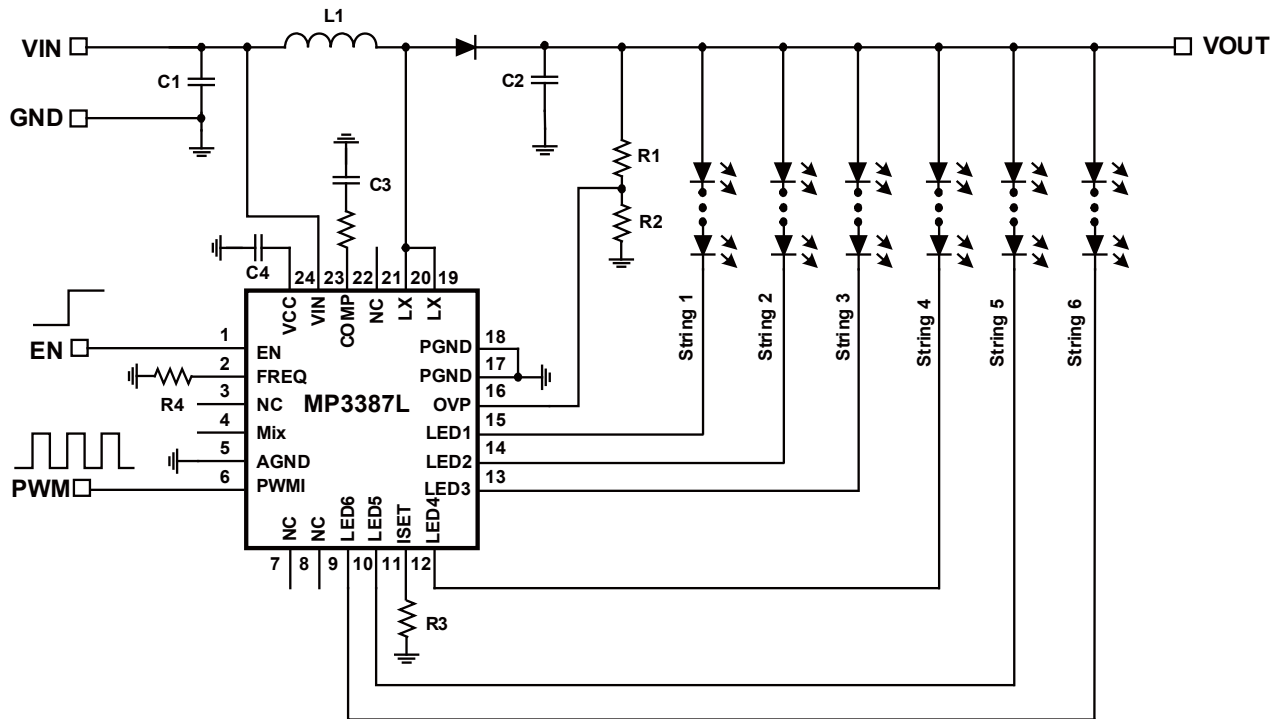 L1
VIN
VOUT
C1
C2
GND
R1
C3
R2
C4
24 23 22 21 20 19
VCC
VIN
COMP
NC
LX
LX
String 1
String 2
String 3
String 4
String 5
String 6
EN
1
EN
PGND
18
2
FREQ
PGND
17
R4
3
NC
MP3387L
OVP
16
4
Mix
LED1
15
5
AGND
LED2
14
PWM
6
PWMI
LED3
13
NC
NC
LED6
LED5
ISET
LED4
7 8 9 10 11 12
R3